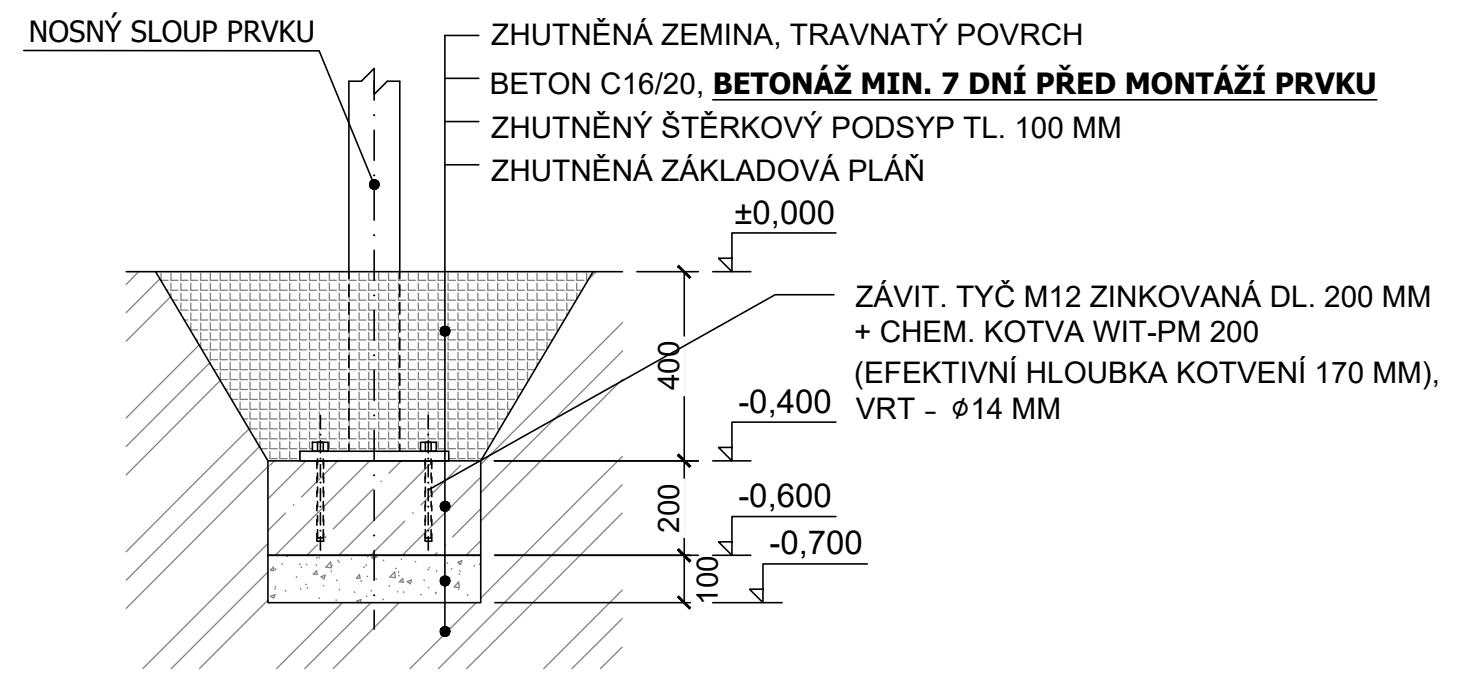 NOSNÝ SLOUP PRVKU
ZHUTNĚNÁ ZEMINA, TRAVNATÝ POVRCH
BETON C16/20, BETONÁŽ MIN. 7 DNÍ PŘED MONTÁŽÍ PRVKU
ZHUTNĚNÝ ŠTĚRKOVÝ PODSYP TL. 100 MM
ZHUTNĚNÁ ZÁKLADOVÁ PLÁŇ
±0,000
ZÁVIT. TYČ M12 ZINKOVANÁ DL. 200 MM
+ CHEM. KOTVA WIT-PM 200
(EFEKTIVNÍ HLOUBKA KOTVENÍ 170 MM),
VRT - ⌀14 MM
400
-0,400
200
-0,600
-0,700
100